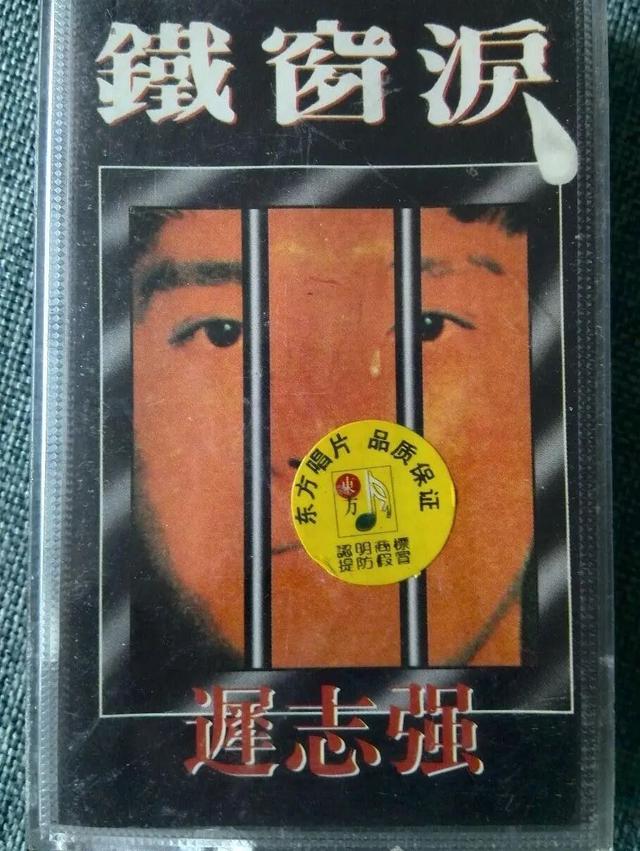 鐵窗淚
东方唱片 品质保证
東方
認明商標
提防假冒
遲志强